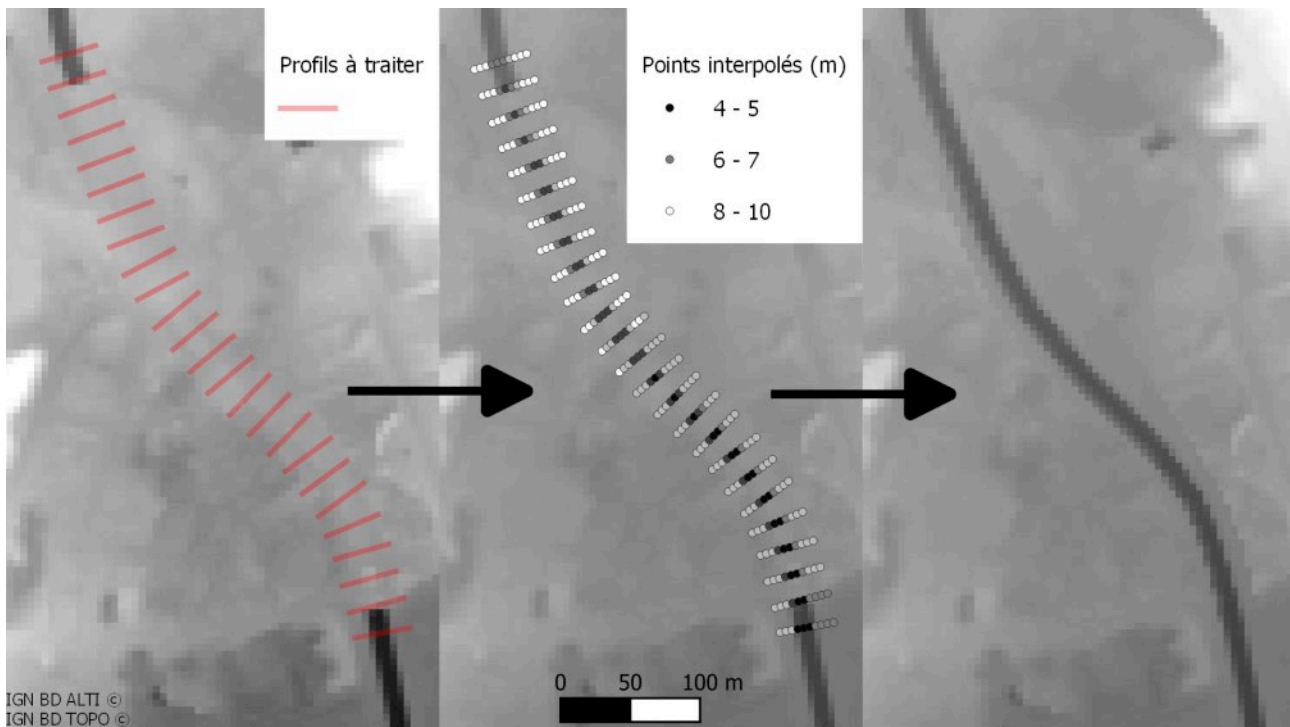 Profils à traiter
Points interpolés (m)
4 - 5
6 - 7
8 - 10
0 50 100 m
IGN BD ALTI ©
IGN BD TOPO ©